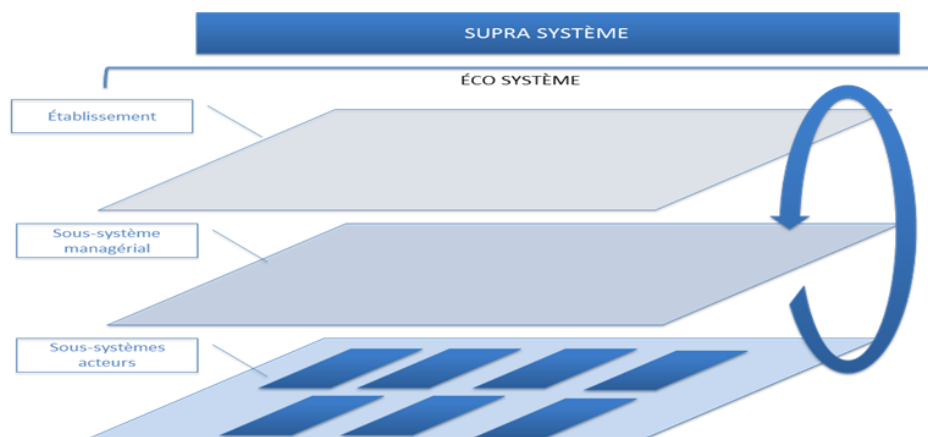 SUPRA SYSTÈME
ÉCO SYSTÈME
Établissement
Sous-système
managérial
Sous-systèmes
acteurs